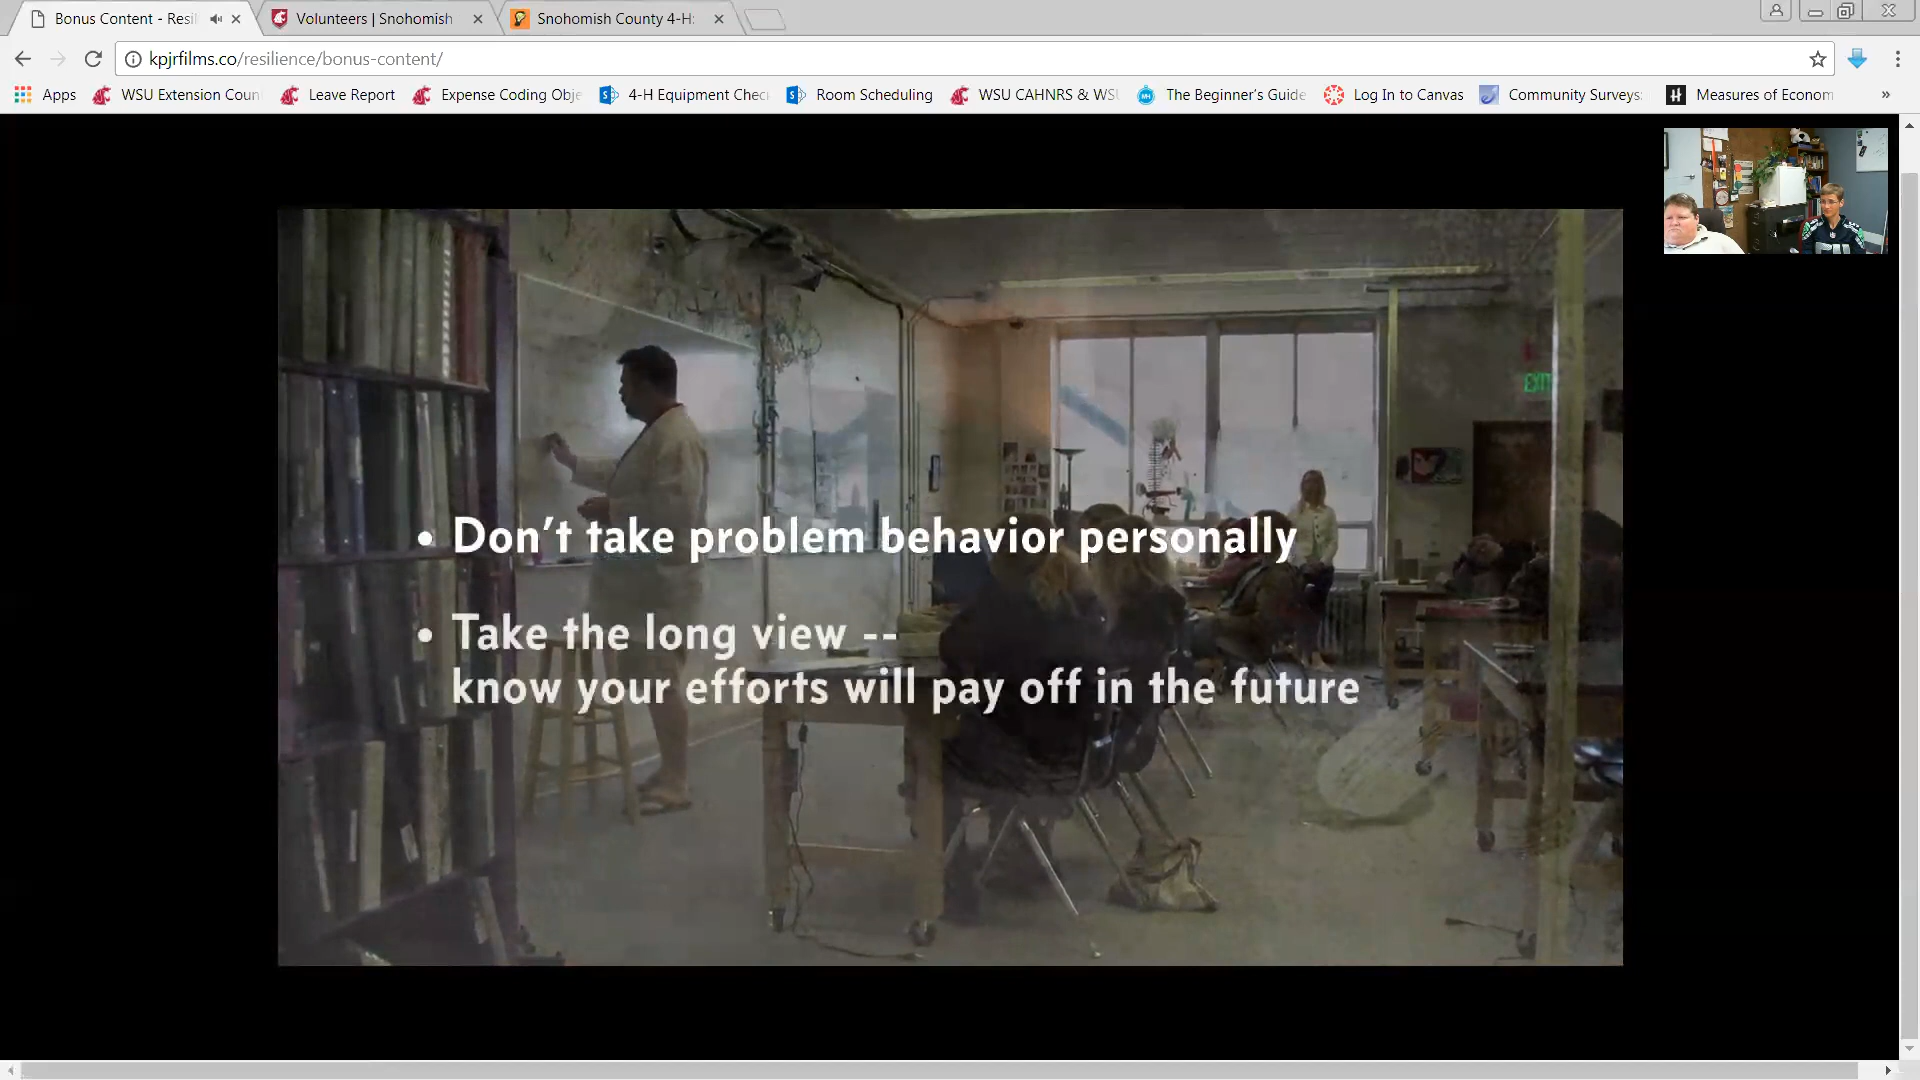 Bonus Content - Resi
Volunteers | Snohomish
Snohomish County 4-H:
kpjrfilms.co/resilience/bonus-content/
Apps
WSU Extension Coun
Leave Report
Expense Coding Obje
4-H Equipment Chec
Room Scheduling
WSU CAHNRS & WSU
The Beginner's Guide
Log In to Canvas
Community Surveys:
Measures of Econom
»
EXIT
• Don't take problem behavior personally
• Take the long view --
know your efforts will pay off in the future